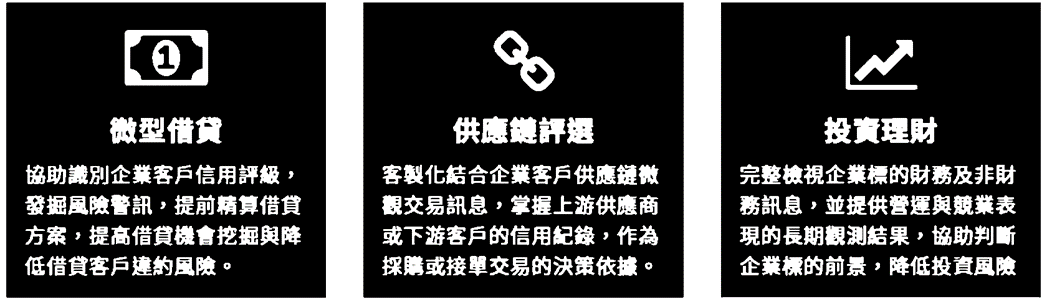 1
微型借貸
協助識別企業客戶信用評級，
發掘風險警訊，提前精算借貸
方案，提高借貸機會挖掘與降
低借貸客戶違約風險。
供應鏈評選
客製化結合企業客戶供應鏈微
觀交易訊息，掌握上游供應商
或下游客戶的信用紀錄，作為
採購或接單交易的決策依據。
投資理財
完整檢視企業標的財務及非財
務訊息，並提供營運與競業表
現的長期觀測結果，協助判斷
企業標的前景，降低投資風險